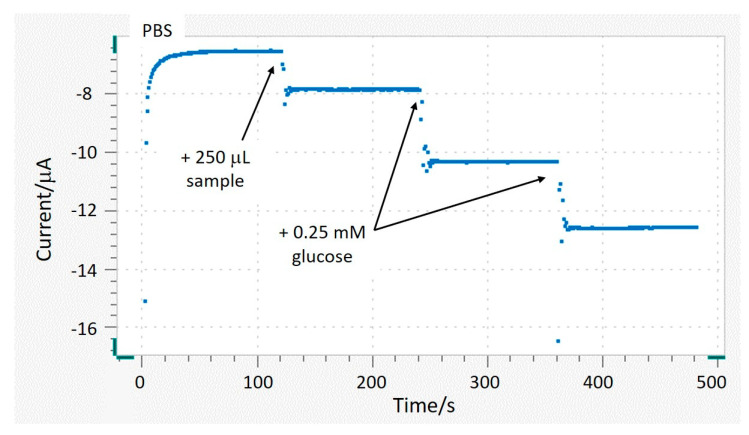 PBS
-8
-10
-12
-14
-16
Current/µA
+ 250 µL
sample
+ 0.25 mM
glucose
0 100 200 300 400 500
Time/s